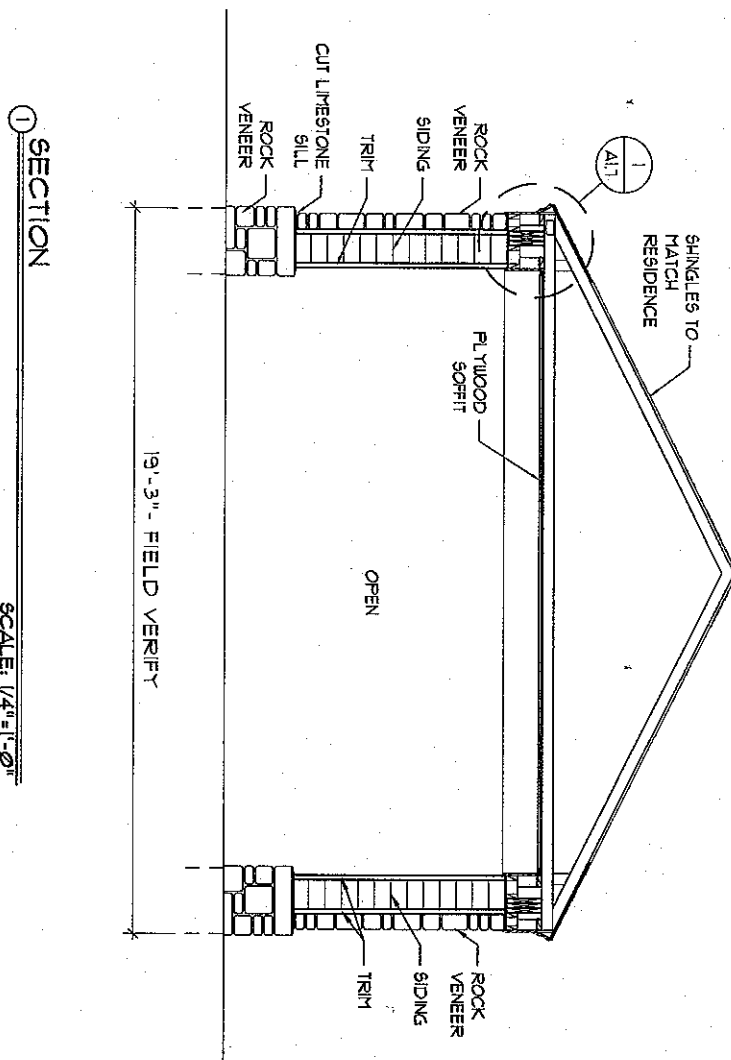 1
A1.7
SHINGLES TO
MATCH
RESIDENCE
ROCK
VENEER
SIDING
TRIM
CUT LIMESTONE
SILL
ROCK
VENEER
PLYWOOD
SOFFIT
OPEN
ROCK
VENEER
SIDING
TRIM
19'-3"- FIELD VERIFY
1 SECTION
SCALE: 1/4"=1'-0"